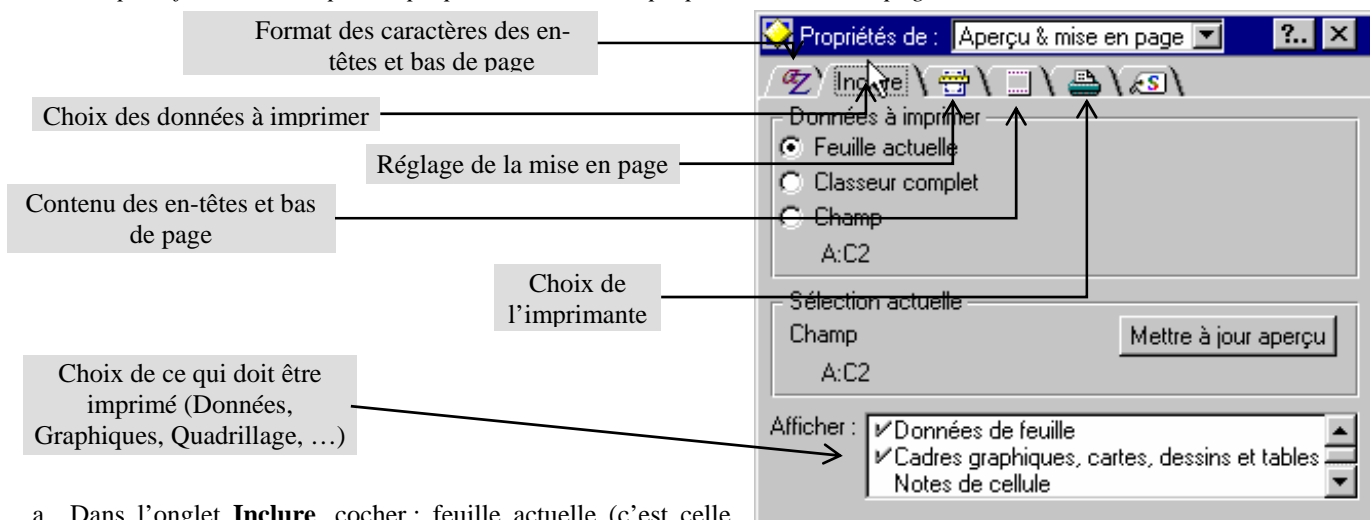 Format des caractères des en-
têtes et bas de page
Choix des données à imprimer
Réglage de la mise en page
Contenu des en-têtes et bas
de page
Choix de
l’imprimante
Choix de ce qui doit être
imprimé (Données,
Graphiques, Quadrillage, …)
Propriétés de : Aperçu & mise en page ?..
Inclure
Données à imprimer
Feuille actuelle
Classeur complet
Champ
A:C2
Sélection actuelle
Champ
Mettre à jour aperçu
A:C2
Afficher :
Données de feuille
Cadres graphiques, cartes, dessins et tables
Notes de cellule
a. Dans l’onglet Inclure, cocher : feuille actuelle (c’est celle